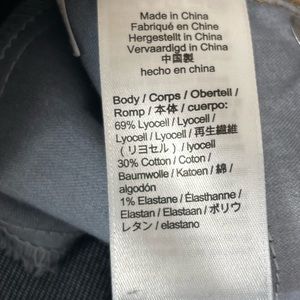 Made in China
Fabriqué en Chine
Hergestellt in China
Vervaardigd in China
中国製
hecho en china
Body / Corps / Oberteil /
Romp / 本体 / cuerpo:
69% Lyocell / Lyocell /
Lyocell / Lyocell / 再生繊維
（リヨセル）/ lyocell
30% Cotton / Coton /
Baumwolle / Katoen / 綿 /
algodón
1% Elastane / Élasthanne /
Elastan / Elastaan / ポリウ
レタン / elastano